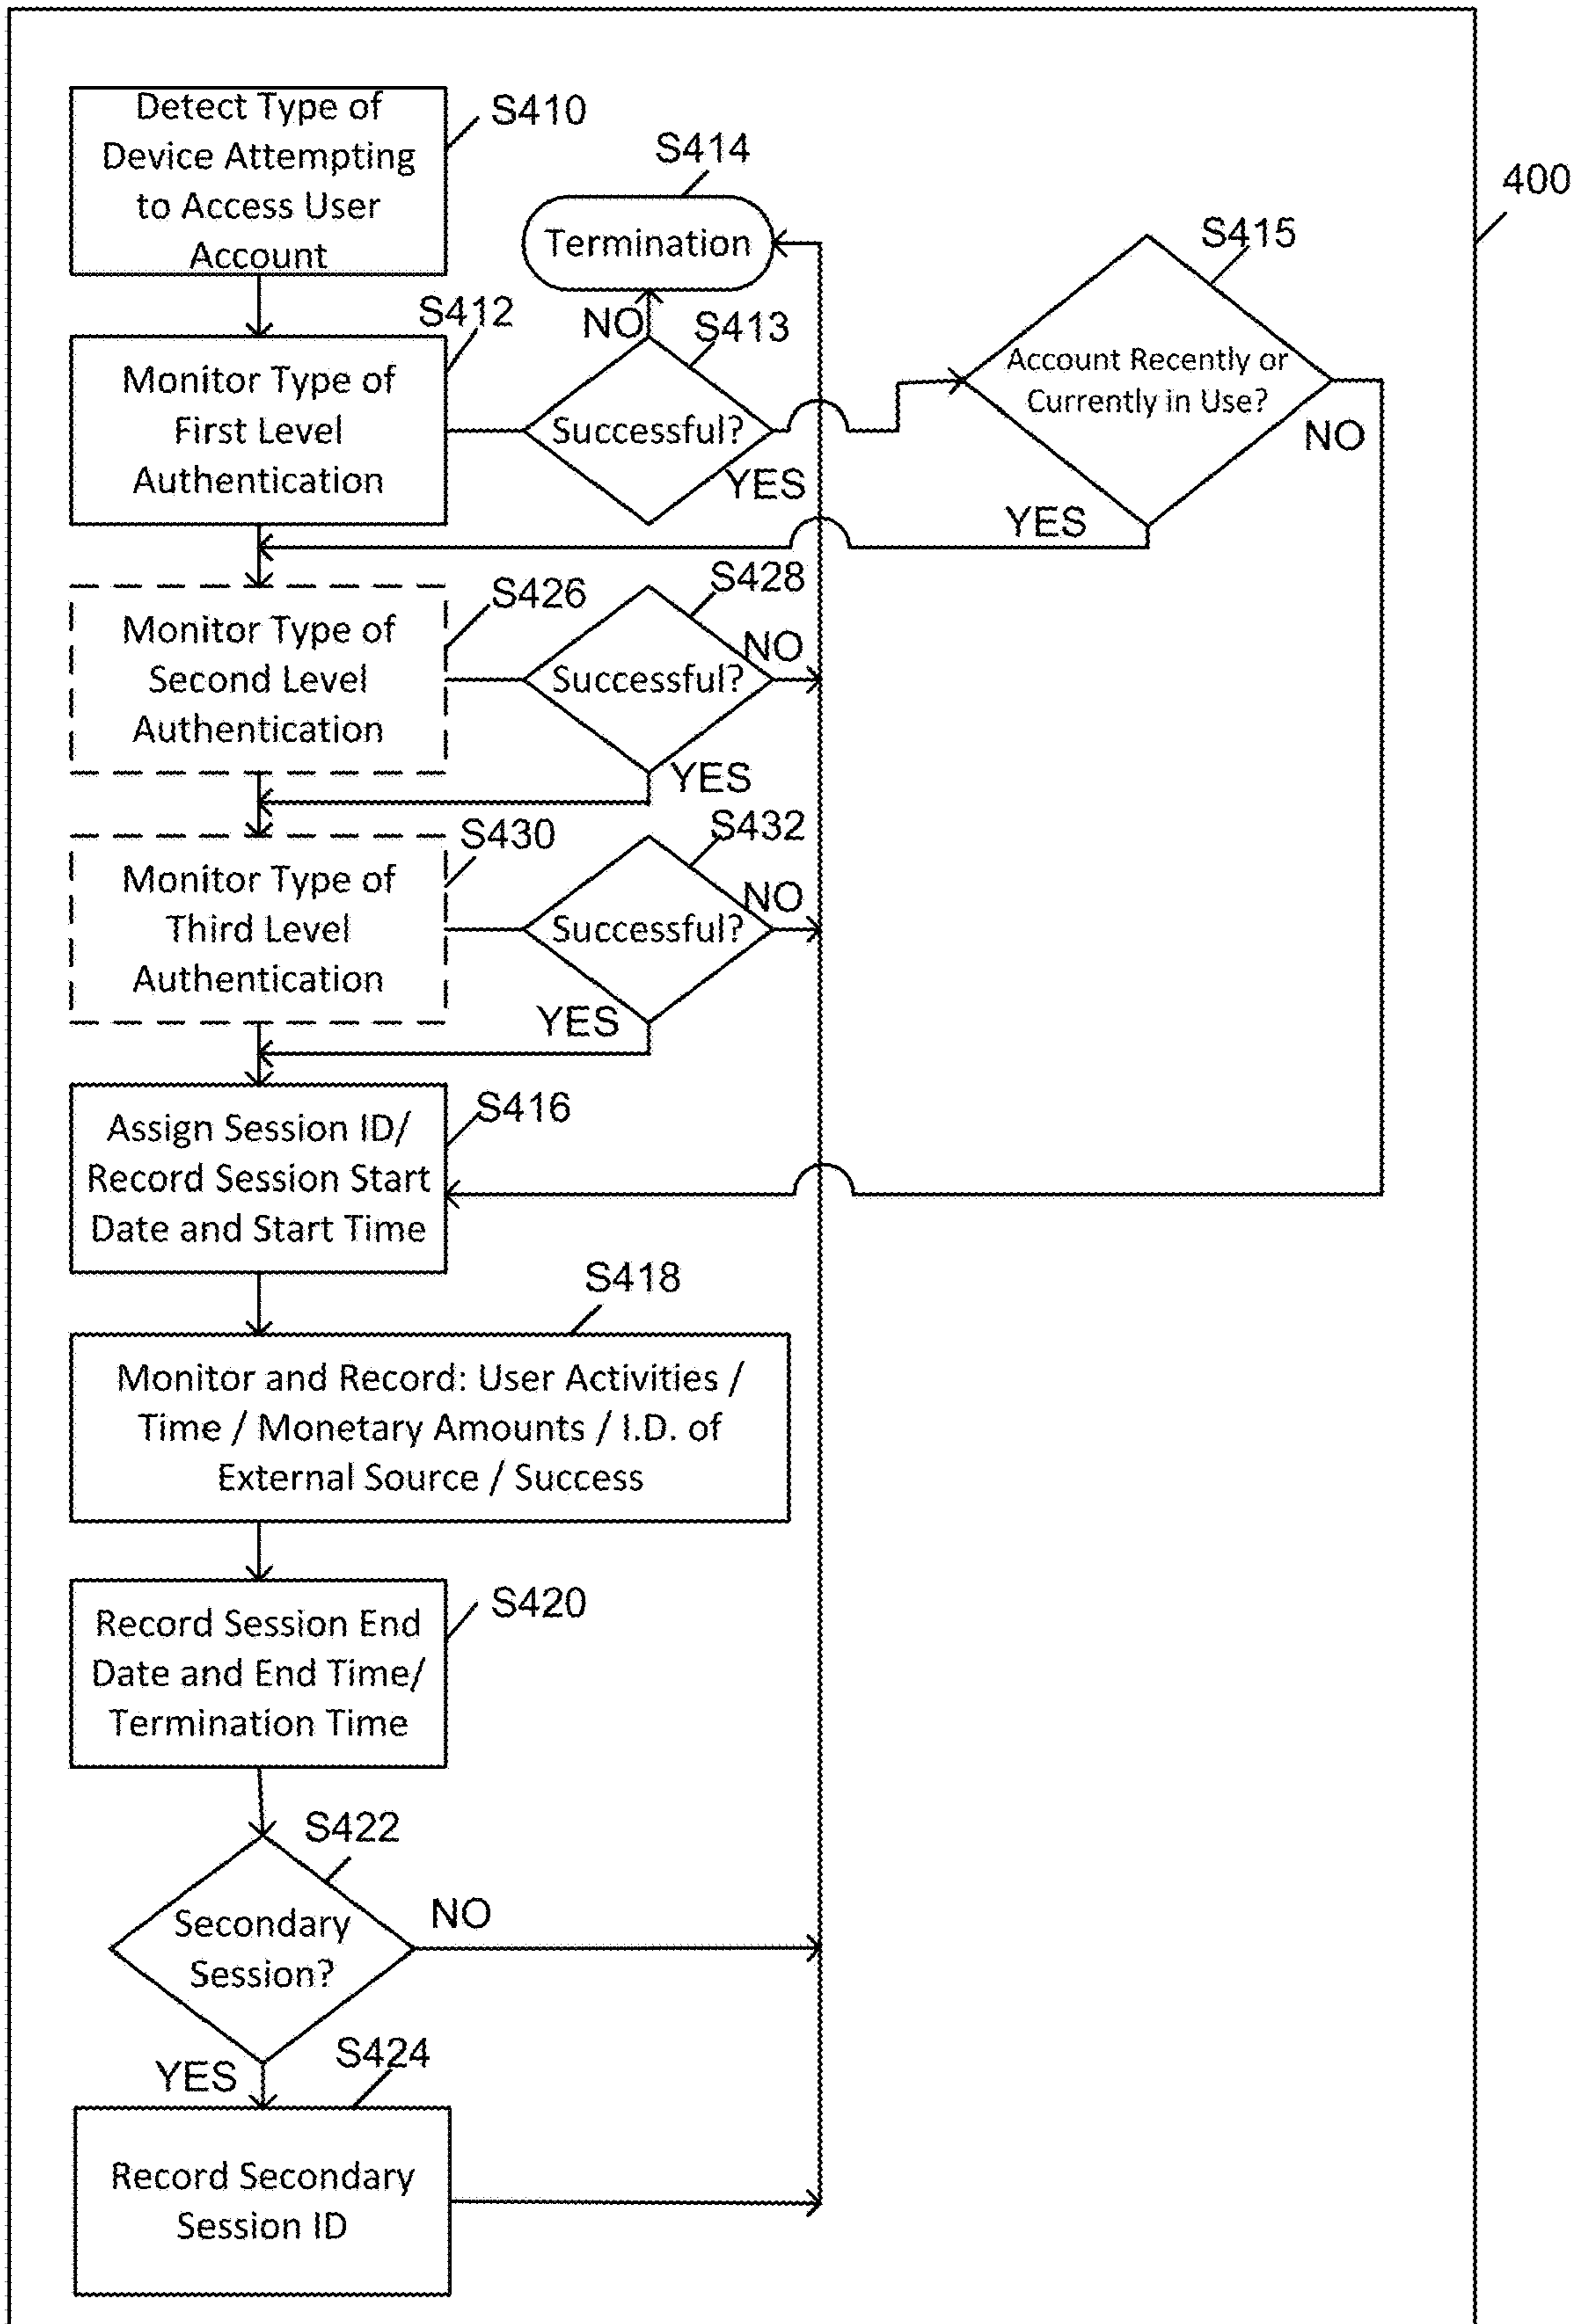 Detect Type of
Device Attempting
to Access User
Account
S410
S414
Termination
400
S415
Account Recently or
Currently in Use?
NO
YES
S412
Monitor Type of
First Level
Authentication
NO
S413
Successful?
YES
S426
Monitor Type of
Second Level
Authentication
S428
NO
Successful?
YES
S430
Monitor Type of
Third Level
Authentication
S432
NO
Successful?
YES
S416
Assign Session ID/
Record Session Start
Date and Start Time
S418
Monitor and Record: User Activities /
Time / Monetary Amounts / I.D. of
External Source / Success
S420
Record Session End
Date and End Time/
Termination Time
S422
Secondary
Session?
NO
YES
S424
Record Secondary
Session ID